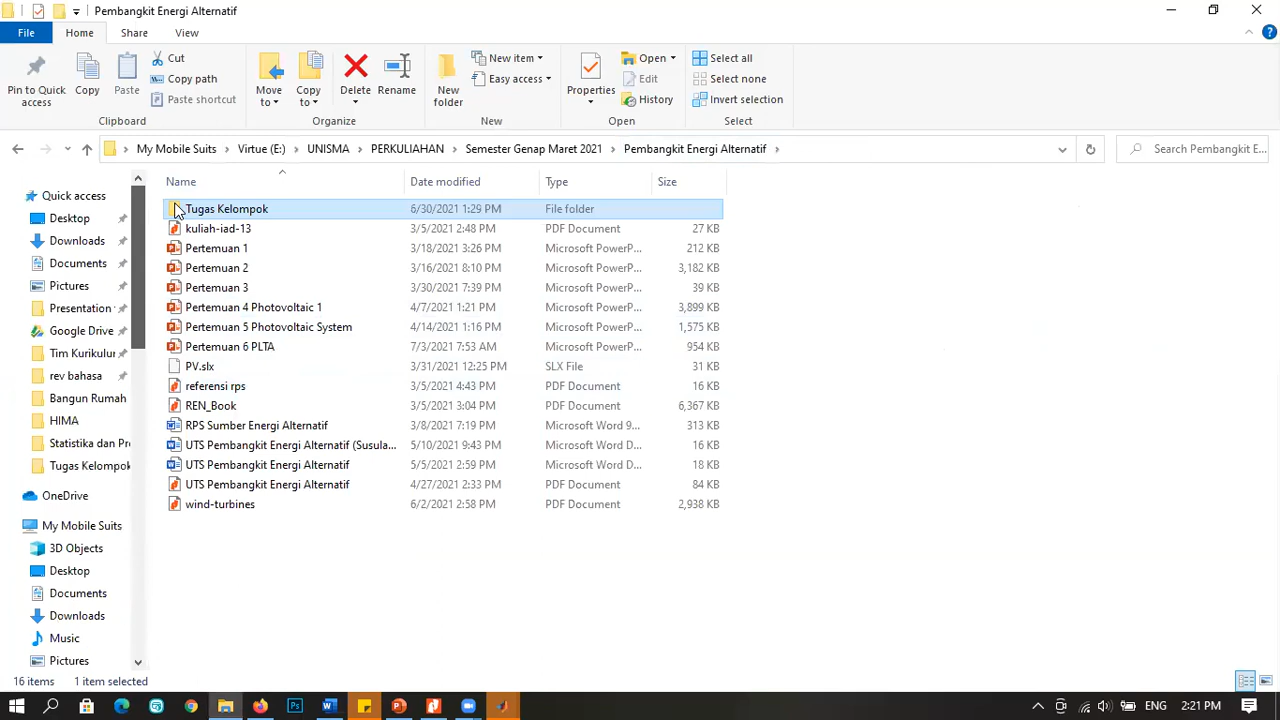 Pembangkit Energi Alternatif
File Home Share View
Pin to Quick access
Copy
Paste
Cut
Copy path
Paste shortcut
Clipboard
Move to
Copy to
Delete
Rename
Organize
New folder
New item
Easy access
New
Properties
Open
Edit
History
Open
Select all
Select none
Invert selection
Select
My Mobile Suits Virtue (E:) UNISMA PERKULIAHAN Semester Genap Maret 2021 Pembangkit Energi Alternatif
Search Pembangkit E...
Quick access
Desktop
Downloads
Documents
Pictures
Presentation
Google Drive
Tim Kurikulu
rev bahasa
Bangun Rumah
HIMA
Statistika dan Pro
Tugas Kelompok
OneDrive
My Mobile Suits
3D Objects
Desktop
Documents
Downloads
Music
Pictures
Name Date modified Type Size
Tugas Kelompok 6/30/2021 1:29 PM File folder
kuliah-iad-13 3/5/2021 2:48 PM PDF Document 27 KB
Pertemuan 1 3/18/2021 3:26 PM Microsoft PowerP... 212 KB
Pertemuan 2 3/16/2021 8:10 PM Microsoft PowerP... 3,182 KB
Pertemuan 3 3/30/2021 7:39 PM Microsoft PowerP... 39 KB
Pertemuan 4 Photovoltaic 1 4/7/2021 1:21 PM Microsoft PowerP... 3,899 KB
Pertemuan 5 Photovoltaic System 4/14/2021 1:16 PM Microsoft PowerP... 1,575 KB
Pertemuan 6 PLTA 7/3/2021 7:53 AM Microsoft PowerP... 954 KB
PV.slx 3/31/2021 12:25 PM SLX File 31 KB
referensi rps 3/5/2021 4:43 PM PDF Document 16 KB
REN_Book 3/5/2021 3:04 PM PDF Document 6,367 KB
RPS Sumber Energi Alternatif 3/8/2021 7:19 PM Microsoft Word 9... 313 KB
UTS Pembangkit Energi Alternatif (Susula... 5/10/2021 9:43 PM Microsoft Word D... 16 KB
UTS Pembangkit Energi Alternatif 5/5/2021 2:59 PM Microsoft Word D... 18 KB
UTS Pembangkit Energi Alternatif 4/27/2021 2:33 PM PDF Document 84 KB
wind-turbines 6/2/2021 2:58 PM PDF Document 2,938 KB
16 items 1 item selected
2:21 PM